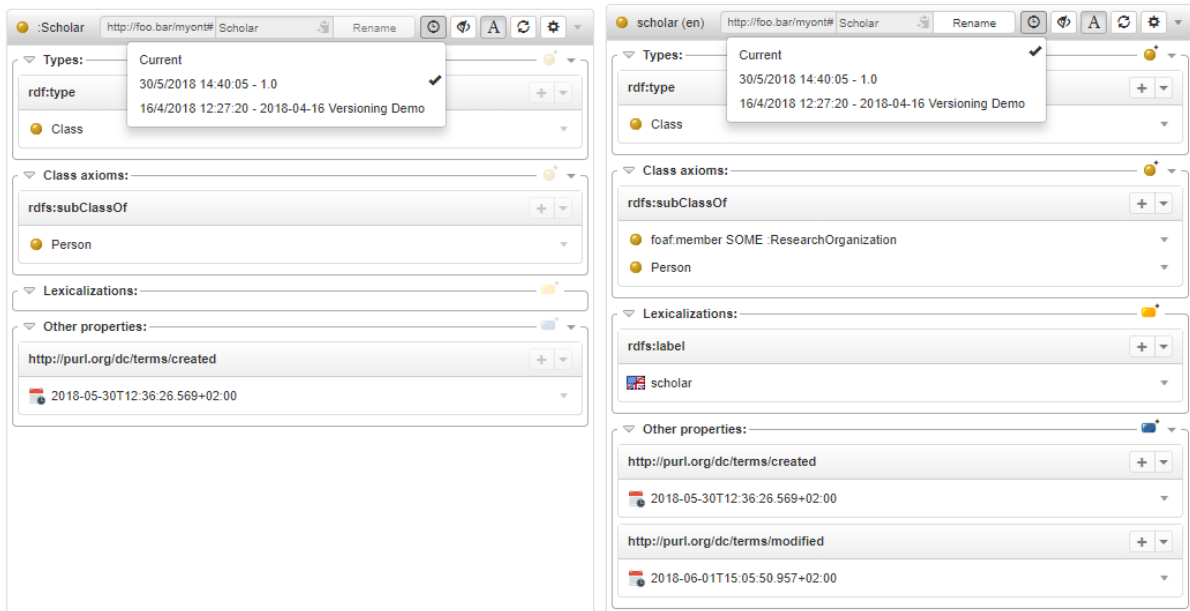 :Scholar
http://foo.bar/myont# Scholar
Rename
A
Current
30/5/2018 14:40:05 - 1.0
16/4/2018 12:27:20 - 2018-04-16 Versioning Demo
Types:
rdf:type
Class
Class axioms:
rdfs:subClassOf
Person
Lexicalizations:
Other properties:
http://purl.org/dc/terms/created
2018-05-30T12:36:26.569+02:00
scholar (en)
http://foo.bar/myont# Scholar
Rename
A
Current
30/5/2018 14:40:05 - 1.0
16/4/2018 12:27:20 - 2018-04-16 Versioning Demo
Types:
rdf:type
Class
Class axioms:
rdfs:subClassOf
foaf:member SOME :ResearchOrganization
Person
Lexicalizations:
rdfs:label
scholar
Other properties:
http://purl.org/dc/terms/created
2018-05-30T12:36:26.569+02:00
http://purl.org/dc/terms/modified
2018-06-01T15:05:50.957+02:00